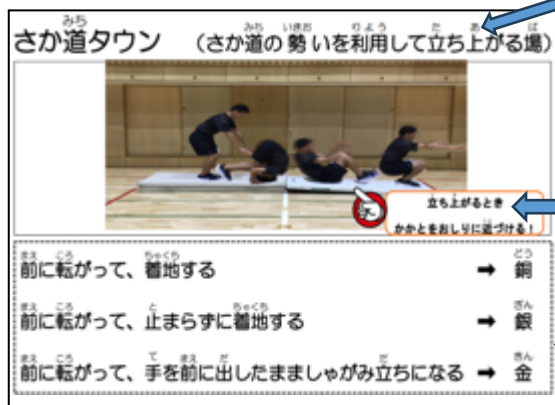 さか道タウン （さか道の勢いを利用して立ち上がる場）
立ち上がるとき
かかとをおしりに近づける！
前に転がって、着地する ➡ 銅
前に転がって、止まらずに着地する ➡ 銀
前に転がって、手を前に出したまましゃがみ立ちになる ➡ 金